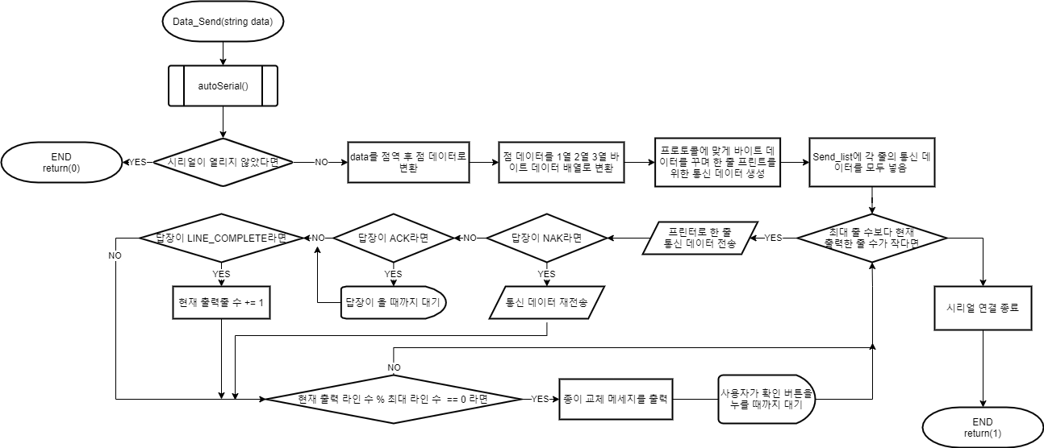 Data_Send(string data)
autoSerial()
END
return(0)
YES
시리얼이 열리지 않았다면
NO
data를 점역 후 점 데이터로
변환
점 데이터를 1열 2열 3열 바
이트 데이터 배열로 변환
프로토콜에 맞게 바이트 데
이터를 꾸며 한 줄 프린트를
위한 통신 데이터 생성
Send_list에 각 줄의 통신 데
이터를 모두 넣음
답장이 LINE_COMPLETE라면
NO
답장이 ACK라면
NO
답장이 NAK라면
프린터로 한 줄
통신 데이터 전송
YES
최대 줄 수보다 현재
출력한 줄 수가 작다면
NO
YES
YES
YES
현재 출력줄 수 += 1
답장이 올 때까지 대기
통신 데이터 재전송
시리얼 연결 종료
NO
현재 출력 라인 수 % 최대 라인 수 == 0 라면
YES
종이 교체 메세지를 출력
사용자가 확인 버튼을
누를 때까지 대기
END
return(1)